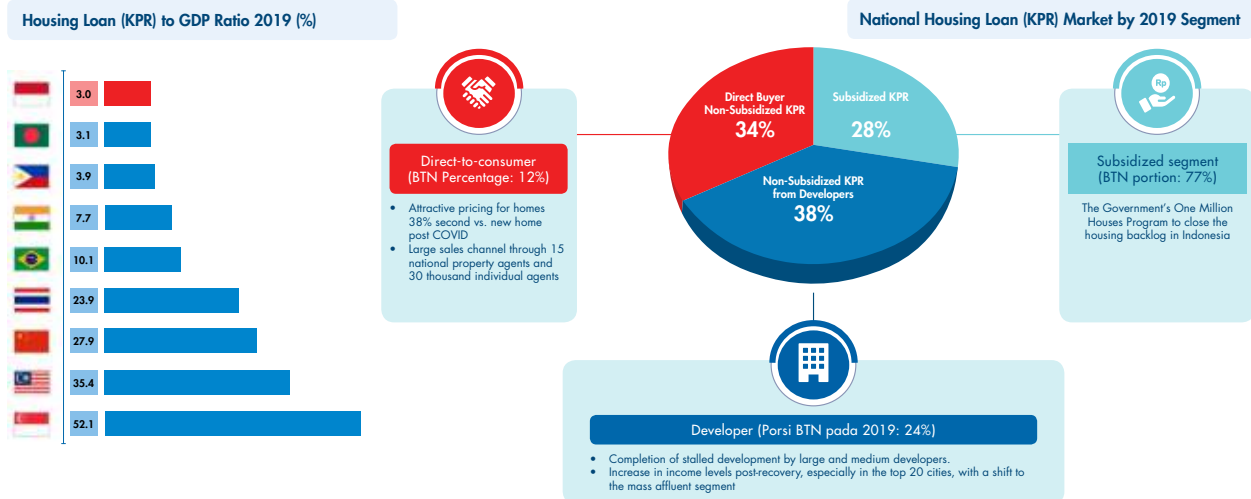 Housing Loan (KPR) to GDP Ratio 2019 (%)
3.0
3.1
3.9
7.7
10.1
23.9
27.9
35.4
52.1
National Housing Loan (KPR) Market by 2019 Segment
Direct Buyer
Non-Subsidized KPR
34%
Subsidized KPR
28%
Non-Subsidized KPR
from Developers
38%
Direct-to-consumer
(BTN Percentage: 12%)
• Attractive pricing for homes
38% second vs. new home
post COVID
• Large sales channel through 15
national property agents and
30 thousand individual agents
Rp
Subsidized segment
(BTN portion: 77%)
The Government's One Million
Houses Program to close the
housing backlog in Indonesia
Developer (Porsi BTN pada 2019: 24%)
• Completion of stalled development by large and medium developers.
• Increase in income levels post-recovery, especially in the top 20 cities, with a shift to
the mass affluent segment